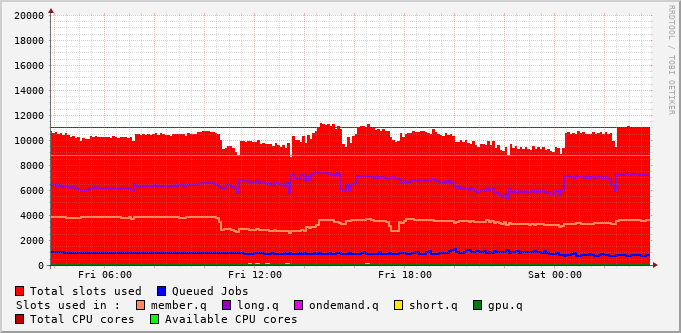 20000
18000
16000
14000
12000
10000
8000
6000
4000
2000
0
Fri 06:00 Fri 12:00 Fri 18:00 Sat 00:00
RRDTOOL / TOBI OETIKER
Total slots used Queued Jobs
Slots used in : member.q long.q ondemand.q short.q gpu.q
Total CPU cores Available CPU cores